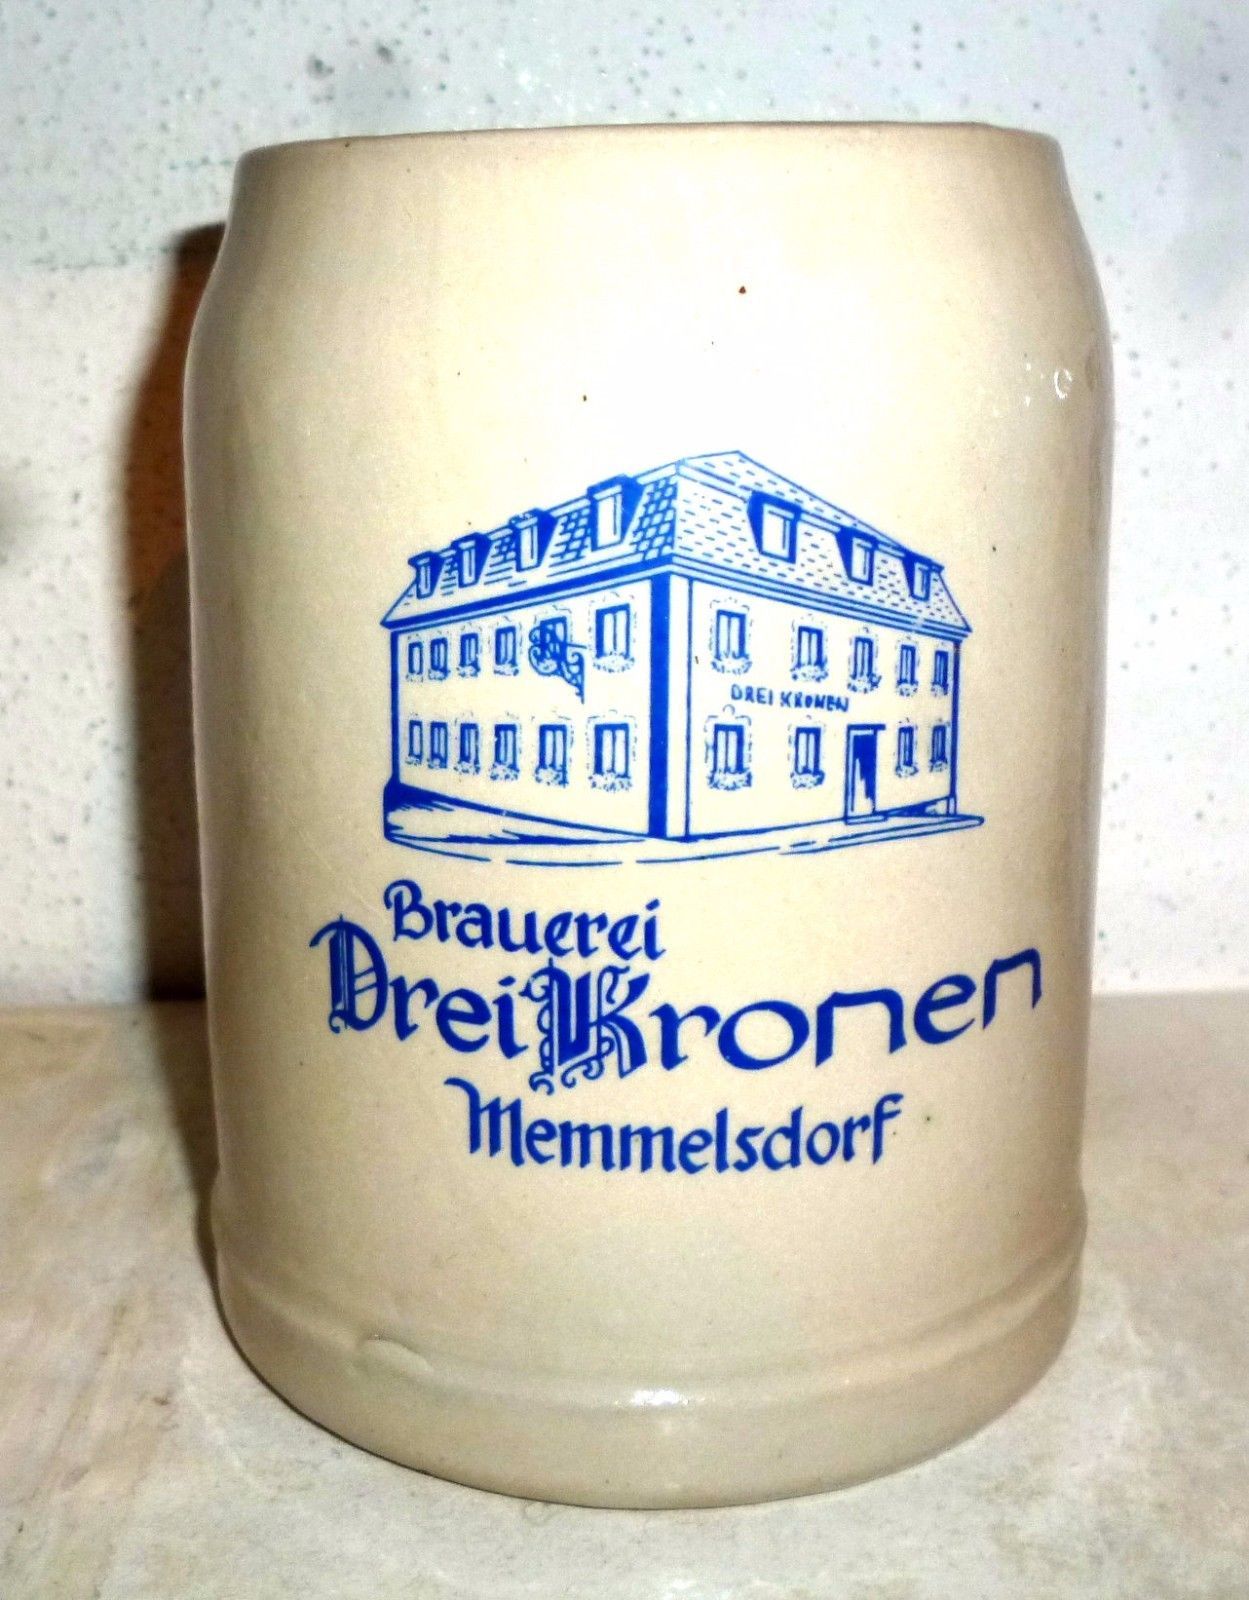 DREI KRONEN
Brauerei
Drei Kronen
Memmelsdorf